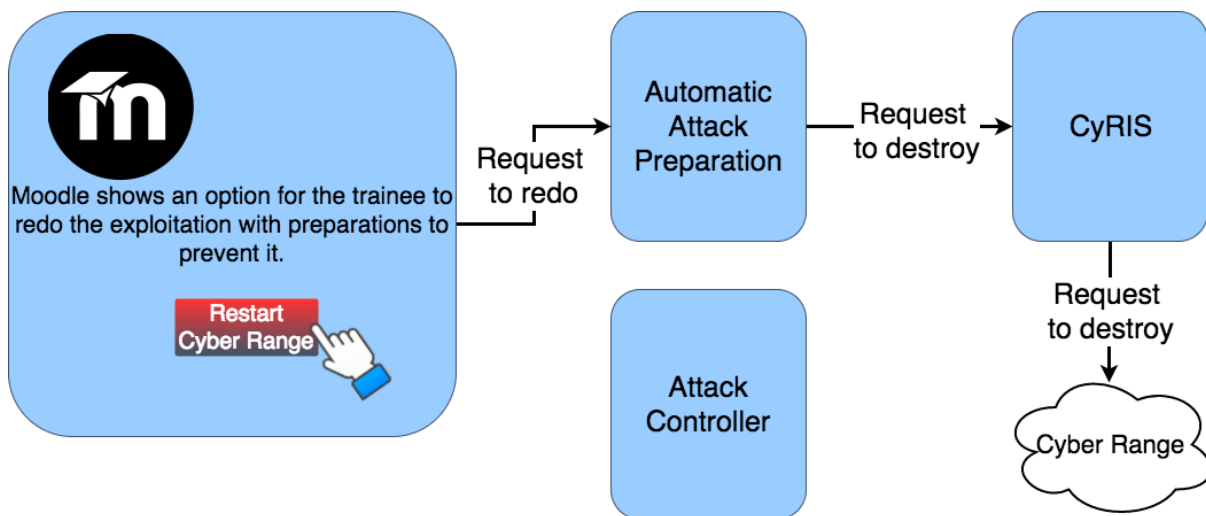 m
Moodle shows an option for the trainee to
redo the exploitation with preparations to
prevent it.
Restart
Cyber Range
Request
to redo
Automatic
Attack
Preparation
Request
to destroy
CyRIS
Request
to destroy
Cyber Range
Attack
Controller